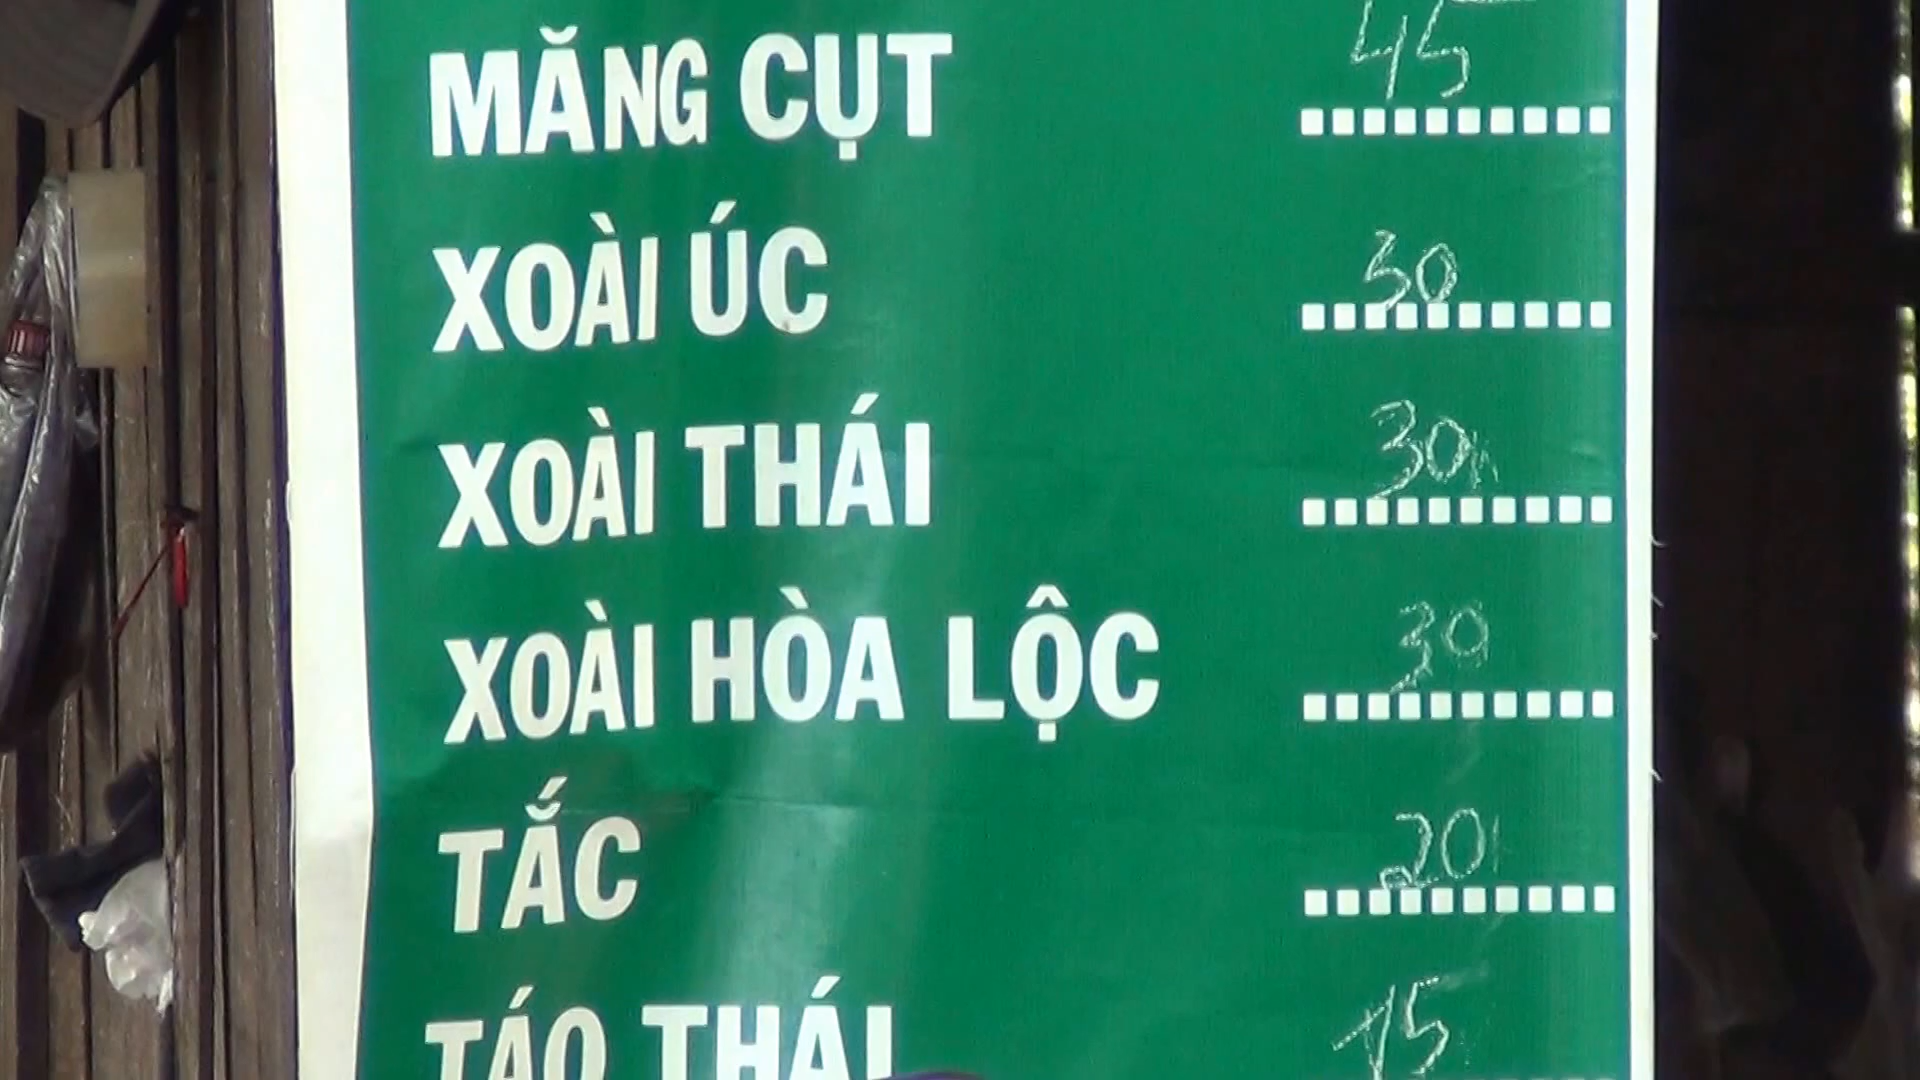 MĂNG CỤT 45
XOÀI ÚC 30
XOÀI THÁI 30
XOÀI HÒA LỘC 30
TẮC 20
TÁO THÁI 15